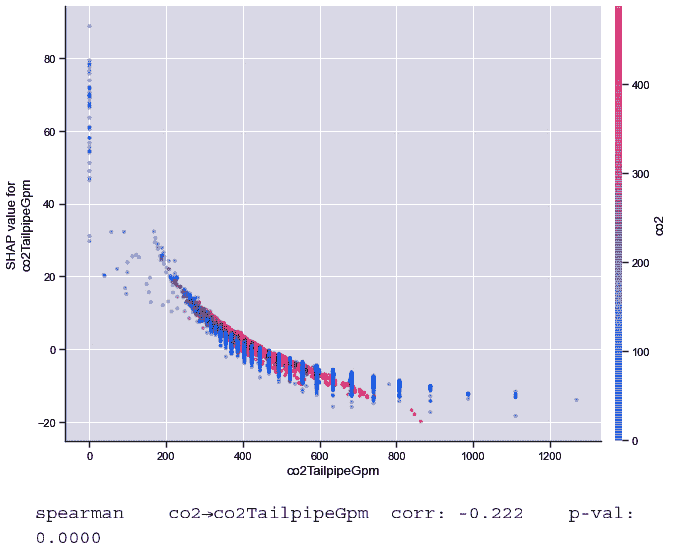 80
60
40
20
0
−20
SHAP value for
co2TailpipeGpm
0 200 400 600 800 1000 1200
co2TailpipeGpm
400
300
200
100
0
co2
spearman co2→co2TailpipeGpm corr: -0.222 p-val:
0.0000